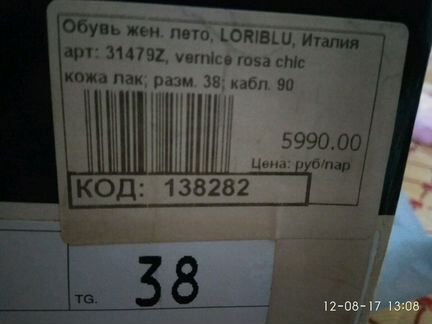 Обувь жен. лето, LORIBLU, Италия
арт: 31479Z, vernice rosa chic
кожа лак; разм. 38; кабл. 90
5990.00
Цена: руб/пар
КОД: 138282
TG. 38
12-08-17 13:08